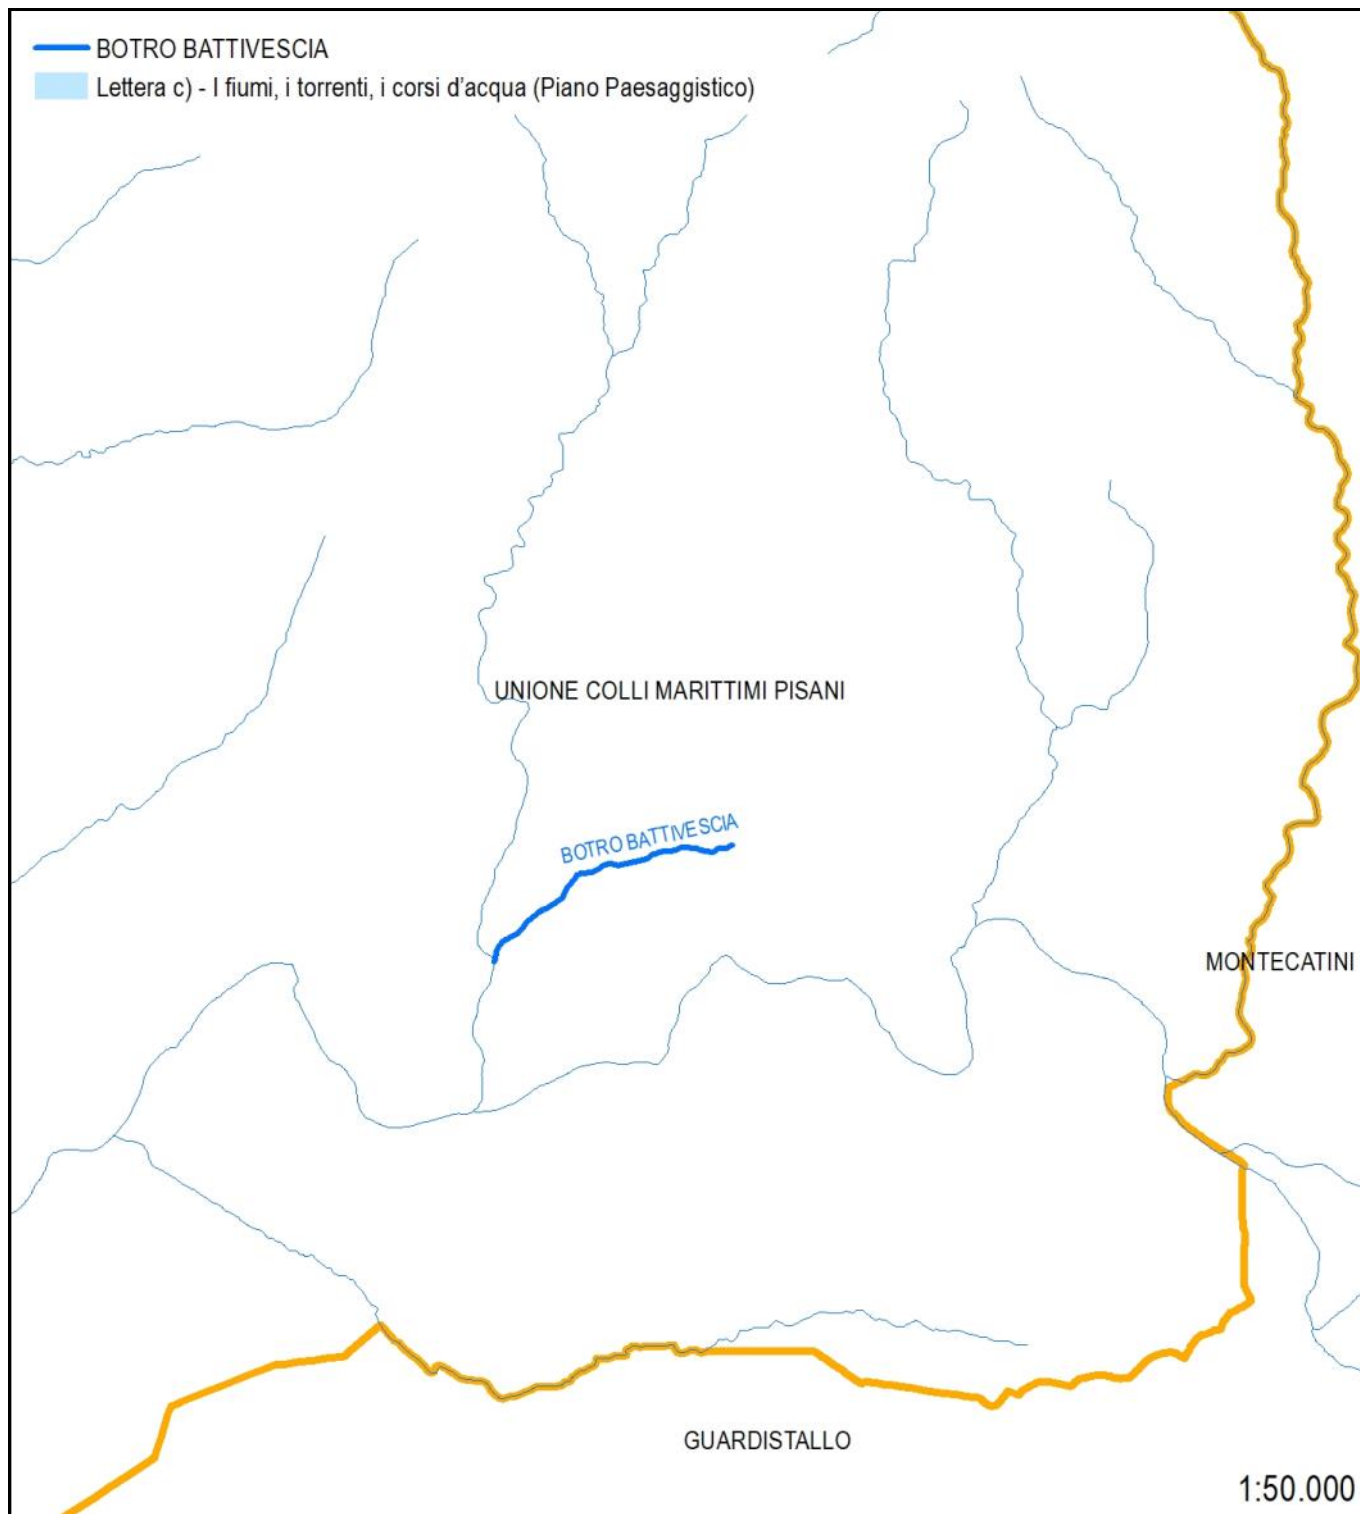 BOTRO BATTIVESCIA
Lettera c) - I fiumi, i torrenti, i corsi d'acqua (Piano Paesaggistico)
UNIONE COLLI MARITTIMI PISANI
BOTRO BATTIVESCIA
MONTECATINI
GUARDISTALLO
1:50.000